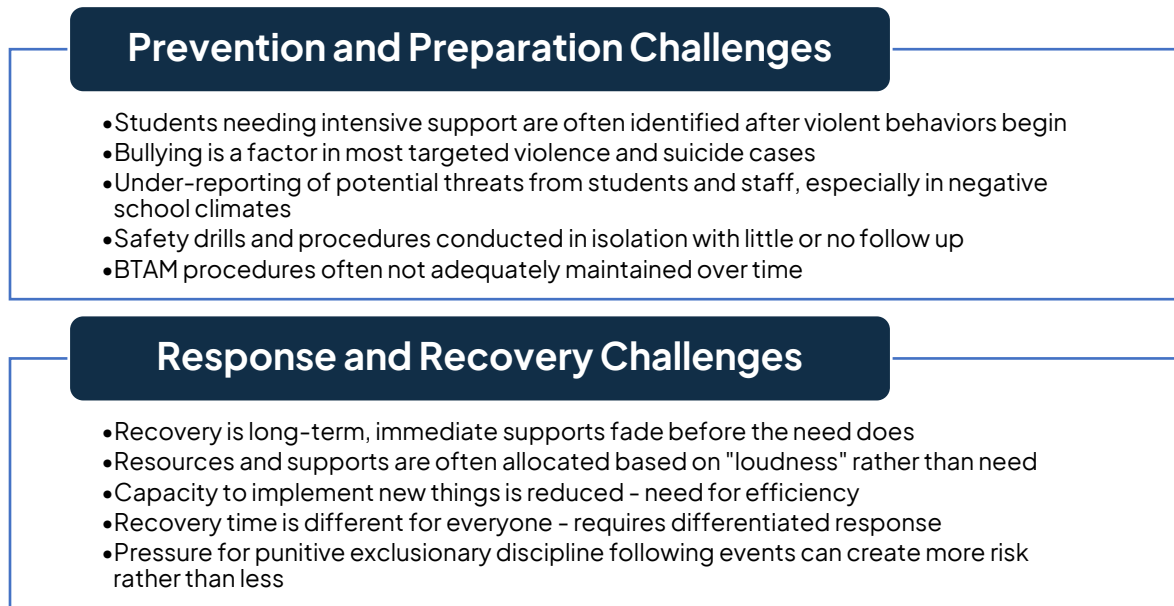 Prevention and Preparation Challenges
•Students needing intensive support are often identified after violent behaviors begin
•Bullying is a factor in most targeted violence and suicide cases
•Under-reporting of potential threats from students and staff, especially in negative
school climates
•Safety drills and procedures conducted in isolation with little or no follow up
•BTAM procedures often not adequately maintained over time
Response and Recovery Challenges
•Recovery is long-term, immediate supports fade before the need does
•Resources and supports are often allocated based on "loudness" rather than need
•Capacity to implement new things is reduced - need for efficiency
•Recovery time is different for everyone - requires differentiated response
•Pressure for punitive exclusionary discipline following events can create more risk
rather than less